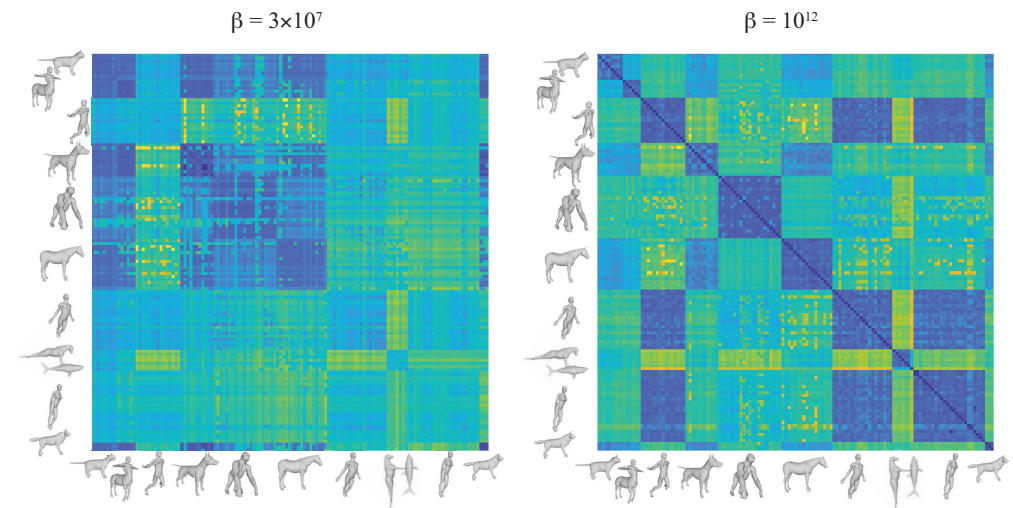 β = 3×10⁷
β = 10¹²